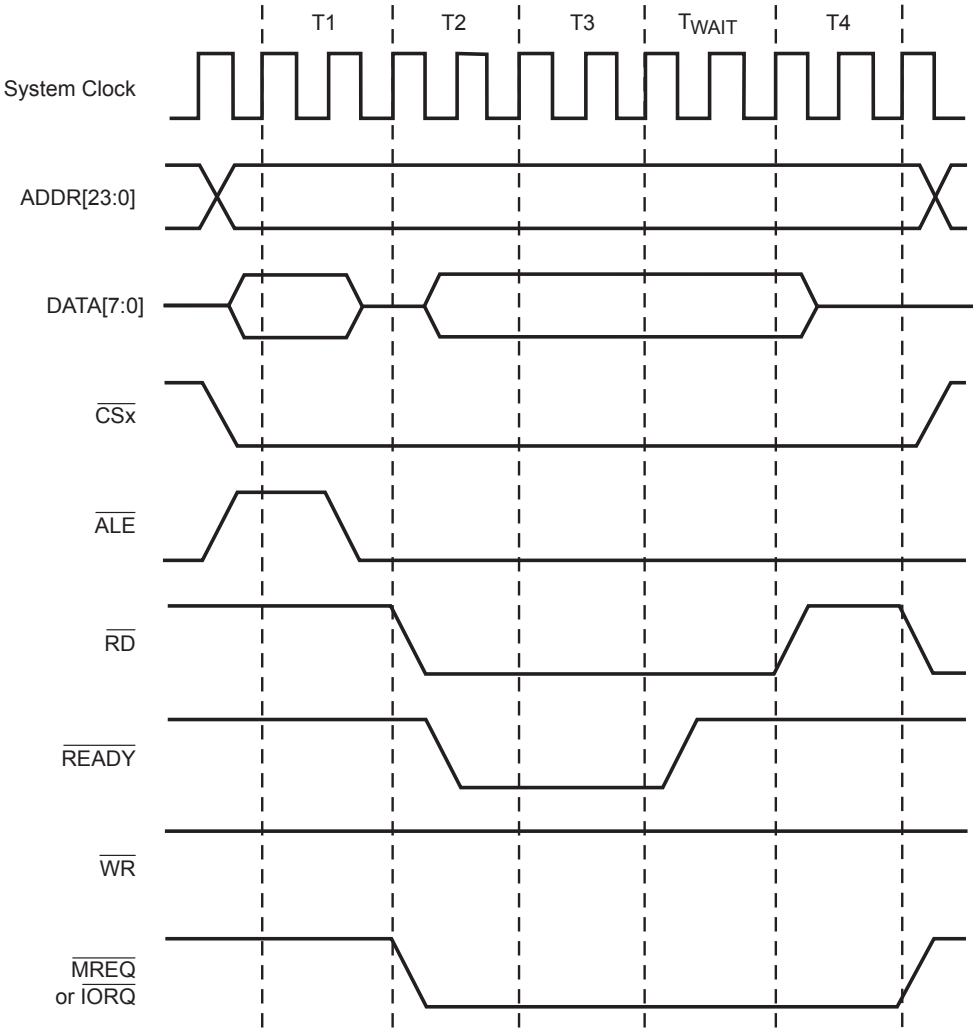 T1 T2 T3 TWAIT T4
System Clock
ADDR[23:0]
DATA[7:0]
CSx
ALE
RD
READY
WR
MREQ
or IORQ